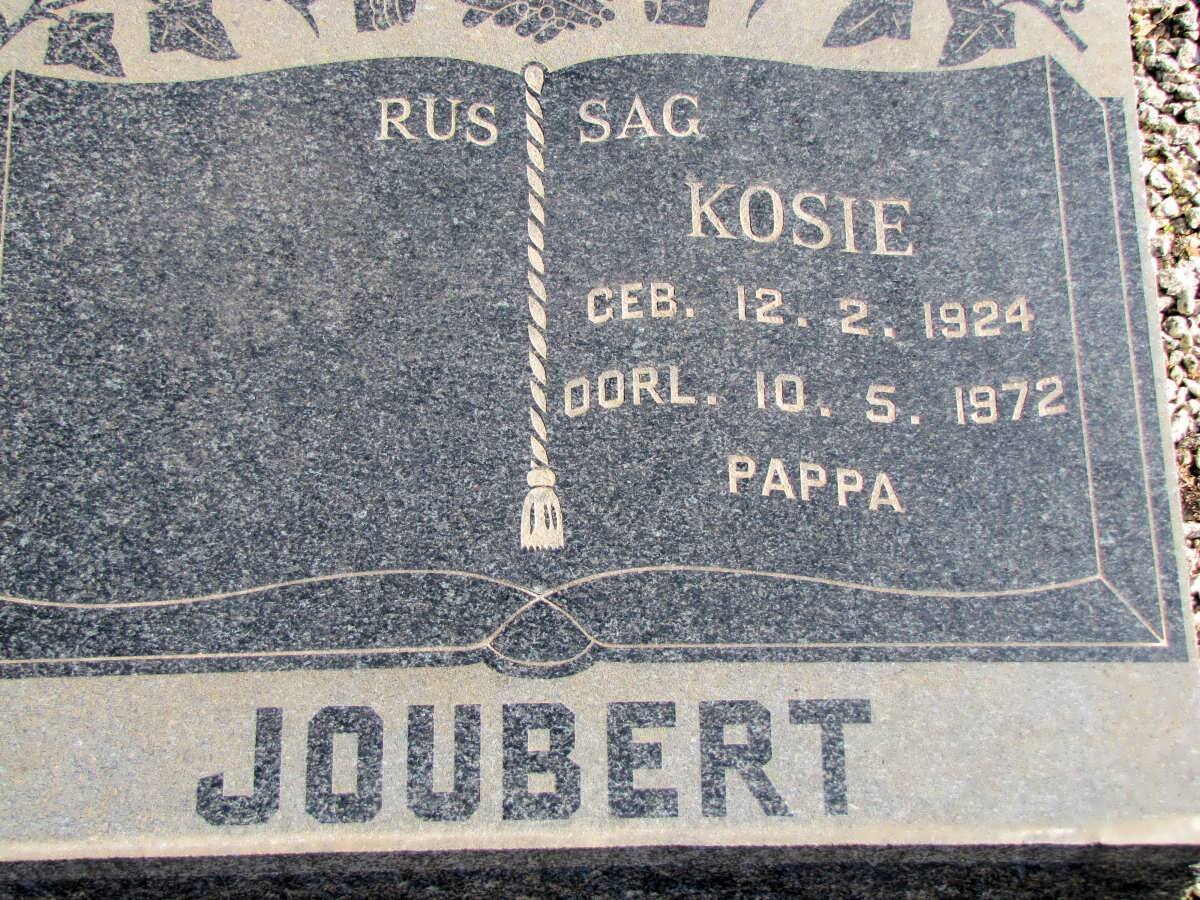 RUS SAG
KOSIE
GEB. 12. 2. 1924
OORL. 10. 5. 1972
PAPPA
JOUBERT